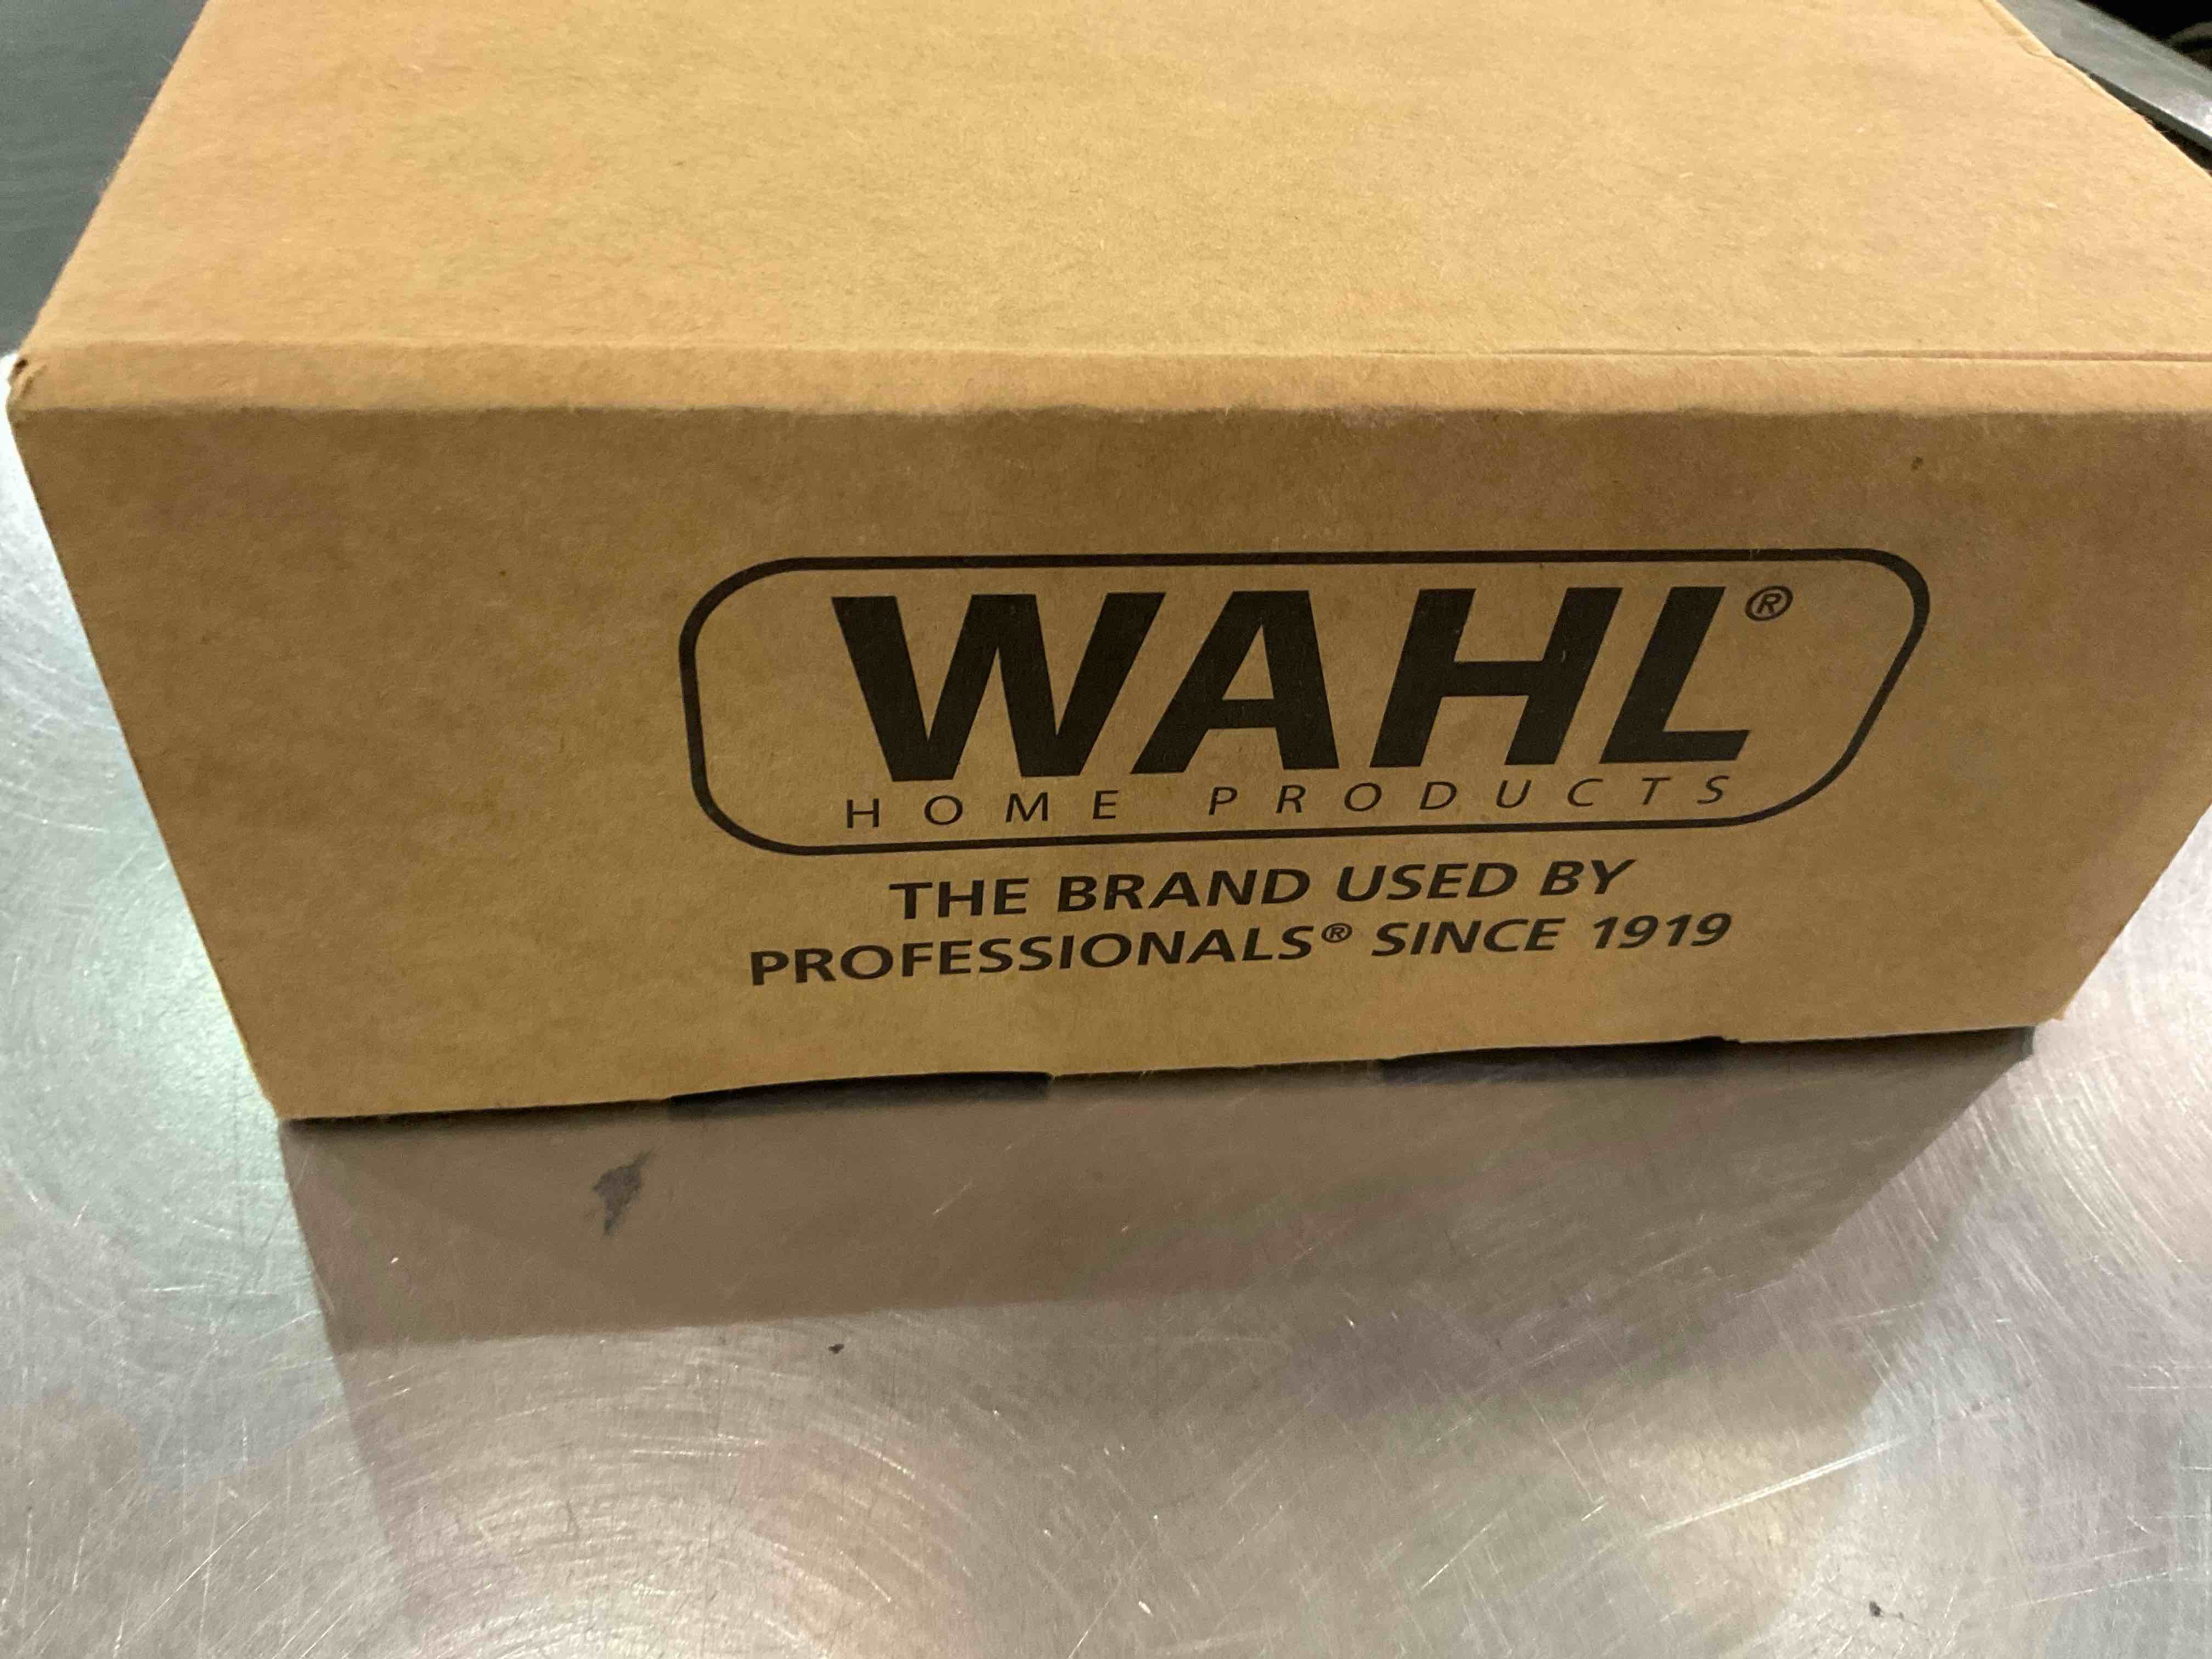 WAHL®
HOME PRODUCTS
THE BRAND USED BY
PROFESSIONALS® SINCE 1919